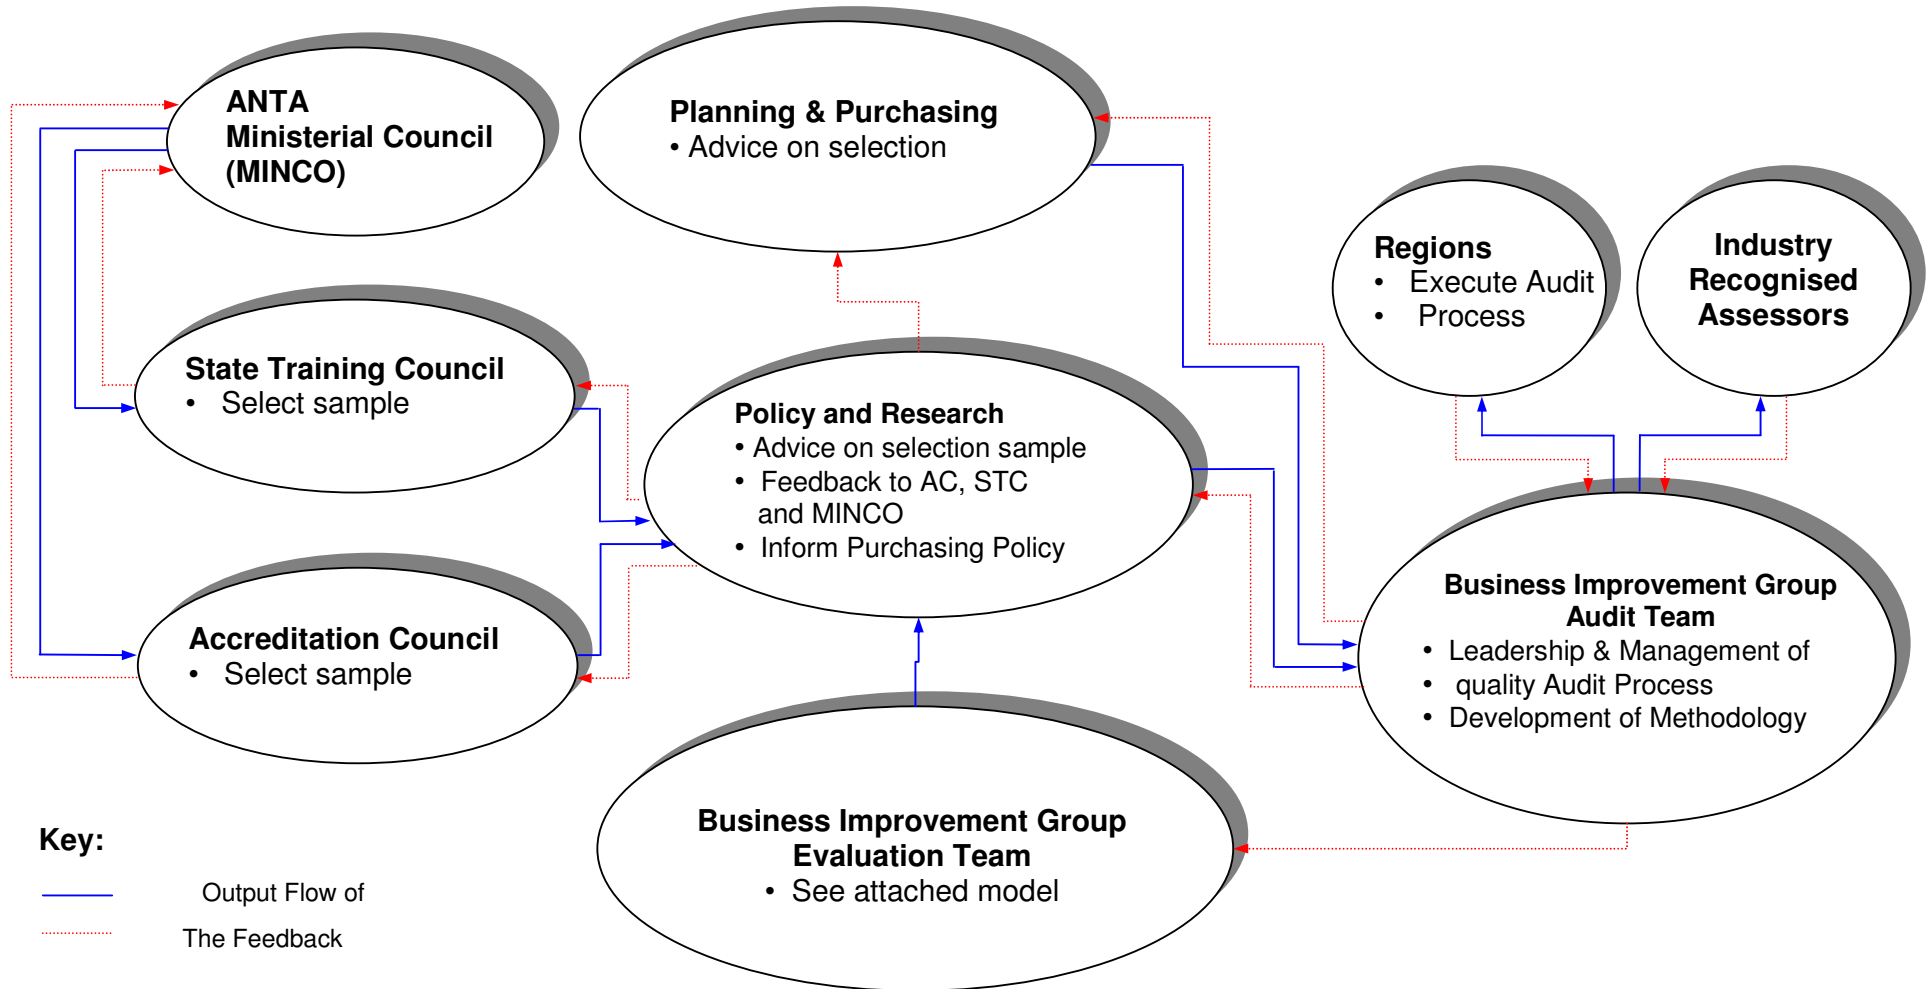 ANTA
Ministerial Council
(MINCO)
Planning & Purchasing
• Advice on selection
Regions
• Execute Audit
• Process
Industry
Recognised
Assessors
State Training Council
• Select sample
Policy and Research
• Advice on selection sample
• Feedback to AC, STC
and MINCO
• Inform Purchasing Policy
Accreditation Council
• Select sample
Business Improvement Group
Audit Team
• Leadership & Management of
• quality Audit Process
• Development of Methodology
Business Improvement Group
Evaluation Team
• See attached model
Key:
Output Flow of
The Feedback